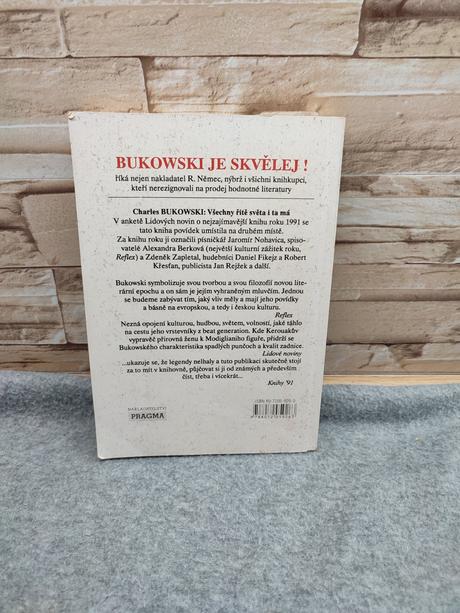 BUKOWSKI JE SKVĚLEJ !
říká nejen nakladatel R. Němec, nýbrž i všichni knihkupci,
kteří nerezignovali na prodej hodnotné literatury
Charles BUKOWSKI: Všechny řitě světa i ta má
V anketě Lidových novin o nejzajímavější knihu roku 1991 se
tato kniha povídek umístila na druhém místě.
Za knihu roku ji označili písničkář Jaromír Nohavica, spiso-
vatelé Alexandra Berková (největší kulturní zážitek roku,
Reflex) a Zdeněk Zapletal, hudebníci Daniel Fikejz a Robert
Křesťan, publicista Jan Rejžek a další.
Bukowski symbolizuje svou tvorbou a svou filozofií novou lite-
rární epochu a on sám je jejím vyhraněným mluvčím. Jednou
se budeme zabývat tím, jaký vliv měly a mají jeho povídky
a básně na evropskou, a tedy i českou kulturu.
Reflex
Nezná opojení kulturou, hudbou, světem, volností, jaké táhlo
na cestu jeho vrstevníky z beat generation. Kde Kerouakův
vypravěč přirovná ženu k Modiglianiho figuře, přidrží se
Bukowského charakteristika spadlých punčoch a kvalit zadnice.
Lidové noviny
...ukazuje se, že legendy nelhaly a tuto publikaci skutečně stojí
za to mít v knihovně, půjčovat si ji od známých a především
číst, třeba i vícekrát...
Knihy '91
NAKLADATELSTVÍ
PRAGMA